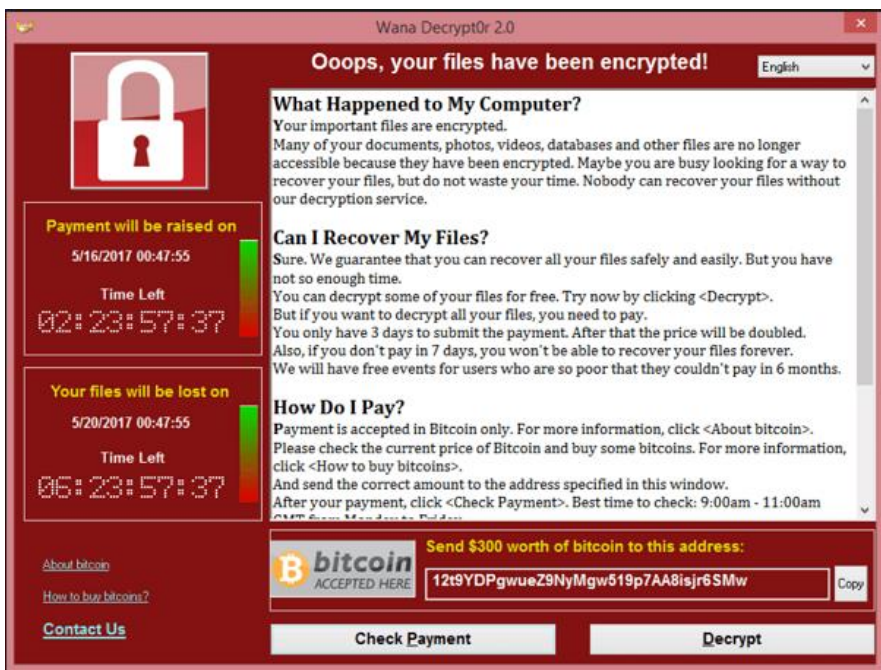 Wana Decrypt0r 2.0
Ooops, your files have been encrypted!
English
What Happened to My Computer?
Your important files are encrypted.
Many of your documents, photos, videos, databases and other files are no longer
accessible because they have been encrypted. Maybe you are busy looking for a way to
recover your files, but do not waste your time. Nobody can recover your files without
our decryption service.
Can I Recover My Files?
Sure. We guarantee that you can recover all your files safely and easily. But you have
not so enough time.
You can decrypt some of your files for free. Try now by clicking <Decrypt>.
But if you want to decrypt all your files, you need to pay.
You only have 3 days to submit the payment. After that the price will be doubled.
Also, if you don't pay in 7 days, you won't be able to recover your files forever.
We will have free events for users who are so poor that they couldn't pay in 6 months.
How Do I Pay?
Payment is accepted in Bitcoin only. For more information, click <About bitcoin>.
Please check the current price of Bitcoin and buy some bitcoins. For more information,
click <How to buy bitcoins>.
And send the correct amount to the address specified in this window.
After your payment, click <Check Payment>. Best time to check: 9:00am - 11:00am
GMT from Monday to Friday
Payment will be raised on
5/16/2017 00:47:55
Time Left
02:23:57:37
Your files will be lost on
5/20/2017 00:47:55
Time Left
06:23:57:37
About bitcoin
How to buy bitcoins?
Contact Us
bitcoin
ACCEPTED HERE
Send $300 worth of bitcoin to this address:
12t9YDPgwueZ9NyMgw519p7AA8isjr6SMw
Copy
Check Payment
Decrypt